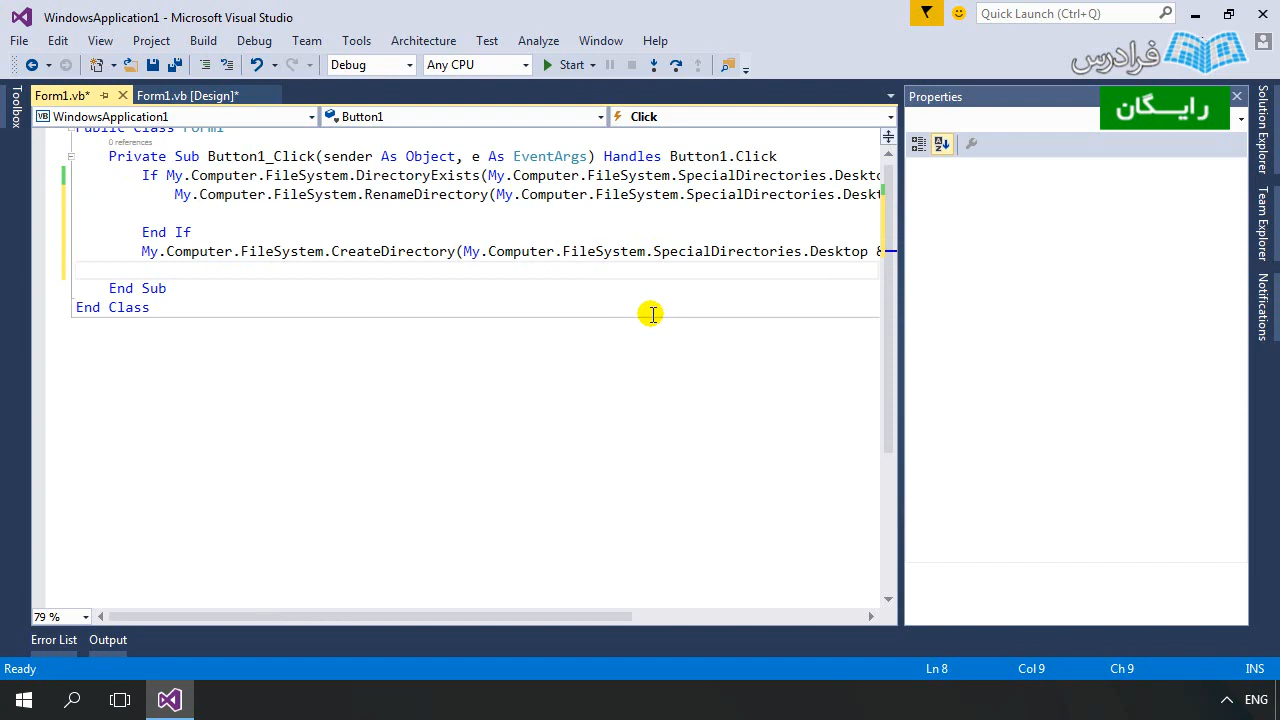 WindowsApplication1 - Microsoft Visual Studio
Quick Launch (Ctrl+Q)
File Edit View Project Build Debug Team Tools Architecture Test Analyze Window Help
Debug Any CPU Start
فرادرس
رایگان
Toolbox
Form1.vb* Form1.vb [Design]*
Properties
WindowsApplication1 Button1 Click
Public Class Form1
0 references
Private Sub Button1_Click(sender As Object, e As EventArgs) Handles Button1.Click
If My.Computer.FileSystem.DirectoryExists(My.Computer.FileSystem.SpecialDirectories.Deskto
My.Computer.FileSystem.RenameDirectory(My.Computer.FileSystem.SpecialDirectories.Deskt
End If
My.Computer.FileSystem.CreateDirectory(My.Computer.FileSystem.SpecialDirectories.Desktop &
End Sub
End Class
Solution Explorer
Team Explorer
Notifications
79 %
Error List Output
Ready Ln 8 Col 9 Ch 9 INS
ENG